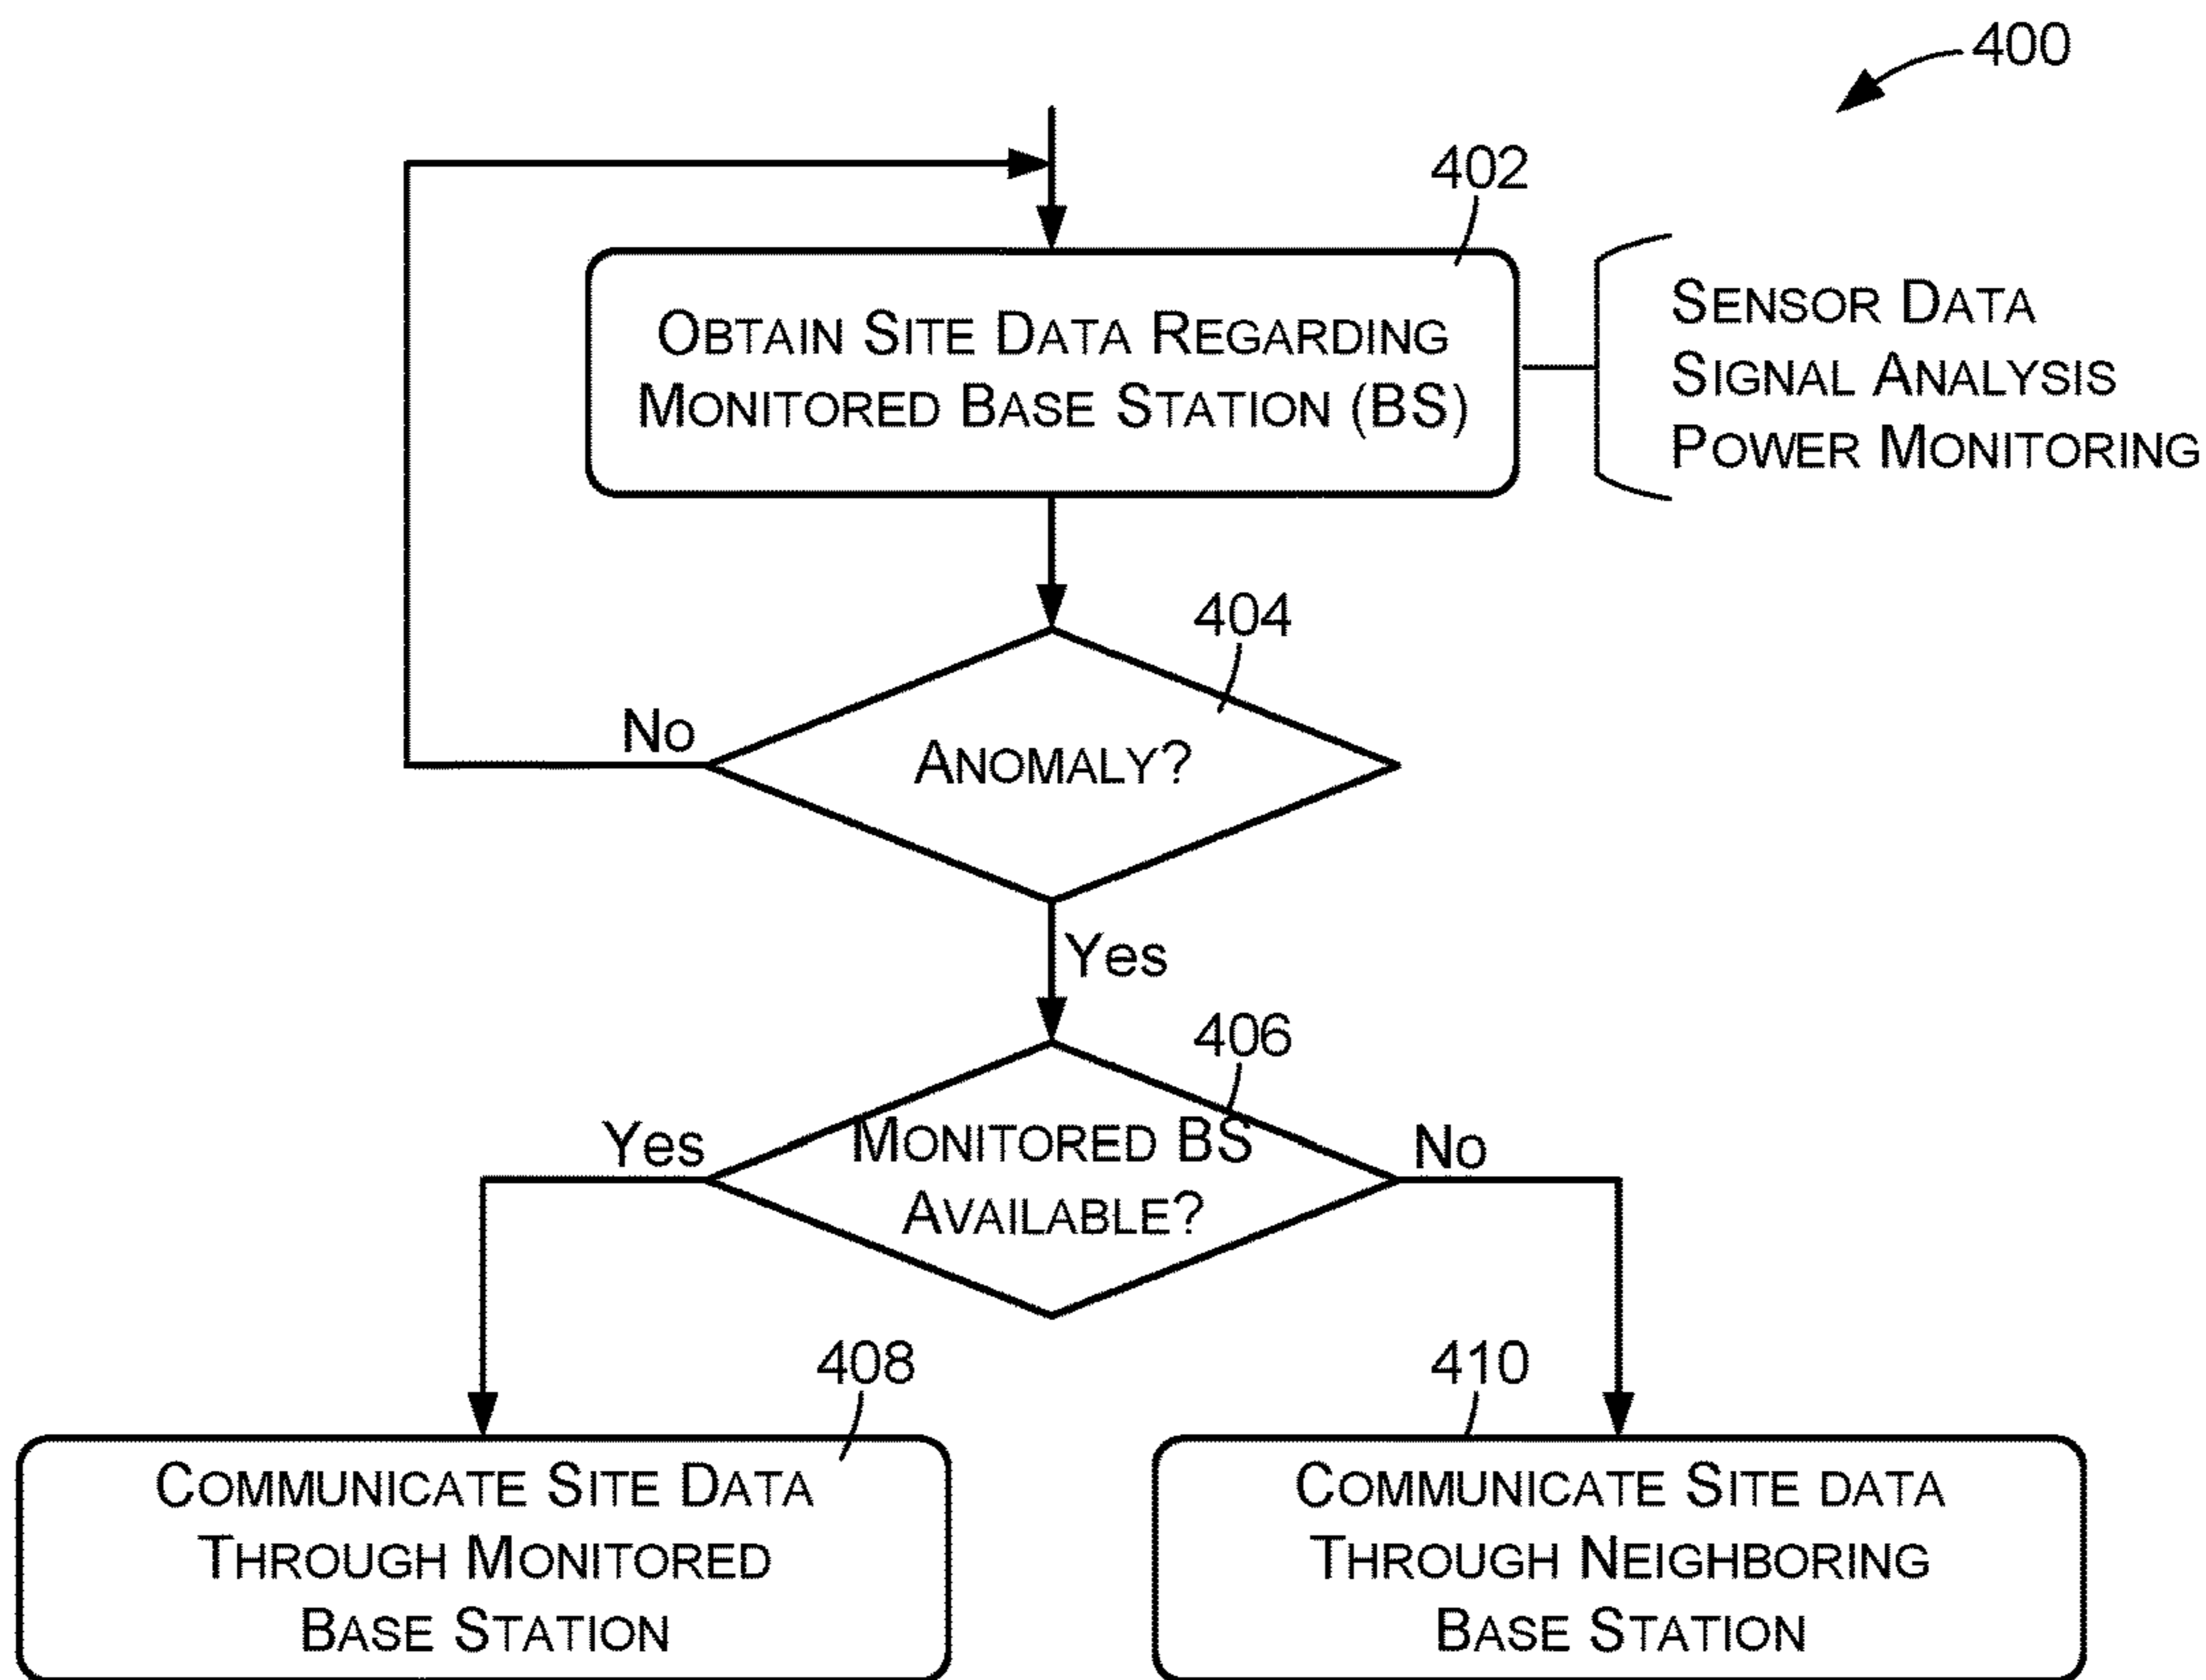 400
402
OBTAIN SITE DATA REGARDING
MONITORED BASE STATION (BS)
SENSOR DATA
SIGNAL ANALYSIS
POWER MONITORING
404
ANOMALY?
No
Yes
406
MONITORED BS
AVAILABLE?
Yes
No
408
COMMUNICATE SITE DATA
THROUGH MONITORED
BASE STATION
410
COMMUNICATE SITE DATA
THROUGH NEIGHBORING
BASE STATION